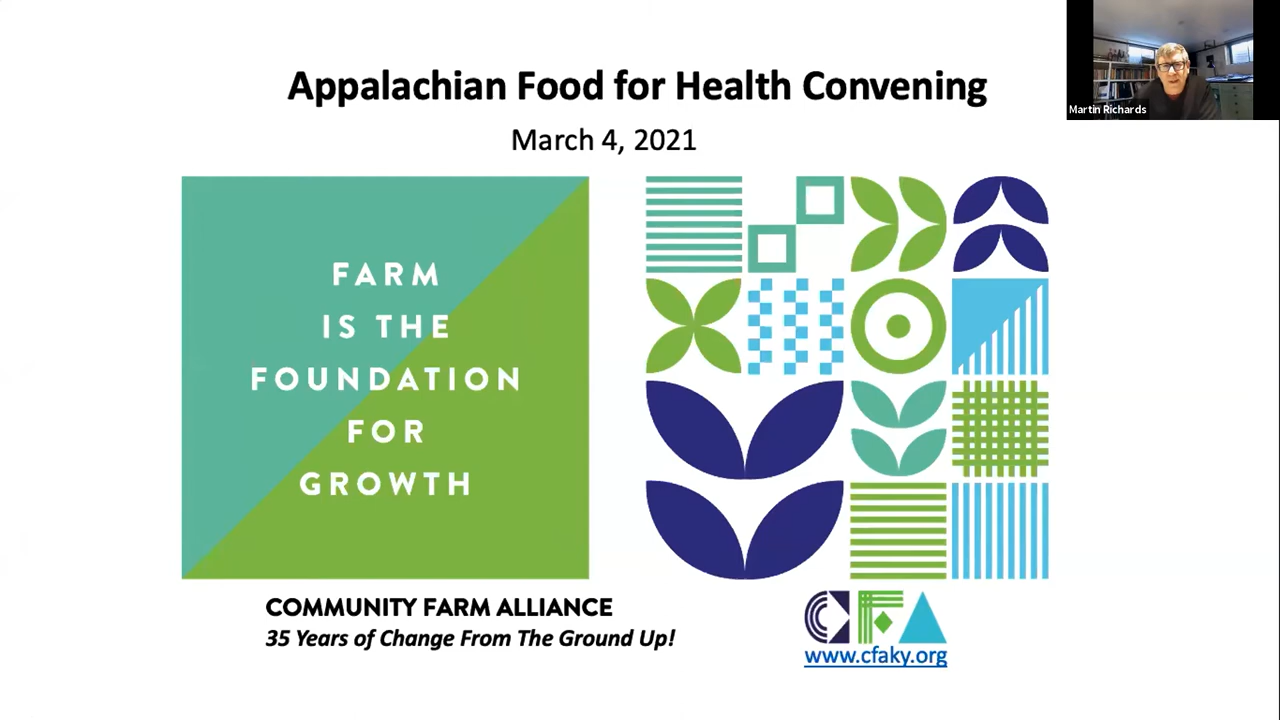 Appalachian Food for Health Convening
March 4, 2021
Martin Richards
FARM
IS THE
FOUNDATION
FOR
GROWTH
COMMUNITY FARM ALLIANCE
35 Years of Change From The Ground Up!
CFA
www.cfaky.org